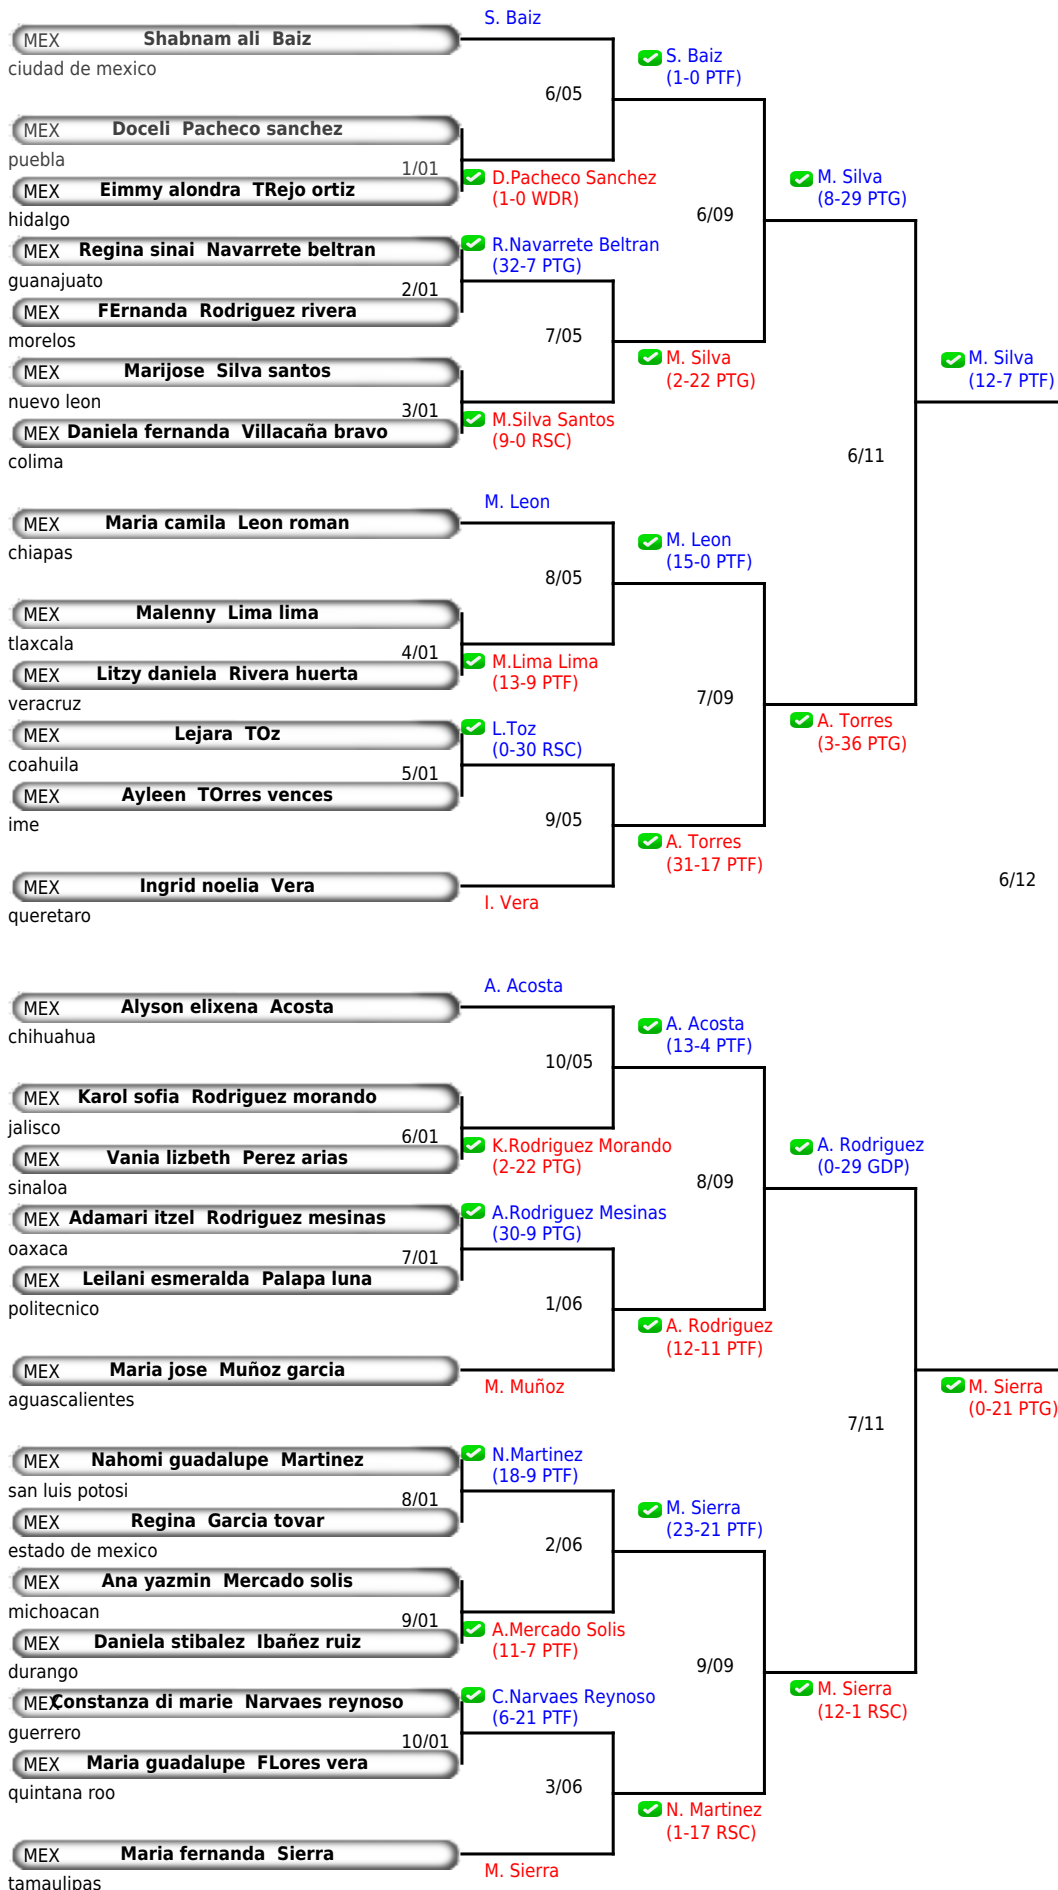 S. Baiz
MEX Shabnam ali Baiz
ciudad de mexico
6/05
S. Baiz
(1-0 PTF)
MEX Doceli Pacheco sanchez
puebla
1/01
D.Pacheco Sanchez
(1-0 WDR)
MEX Eimmy alondra TRejo ortiz
hidalgo
6/09
M. Silva
(8-29 PTG)
MEX Regina sinai Navarrete beltran
guanajuato
R.Navarrete Beltran
(32-7 PTG)
2/01
MEX FErnanda Rodriguez rivera
morelos
7/05
M. Silva
(2-22 PTG)
M. Silva
(12-7 PTF)
MEX Marijose Silva santos
nuevo leon
3/01
M.Silva Santos
(9-0 RSC)
MEX Daniela fernanda Villacaña bravo
colima
6/11
M. Leon
MEX Maria camila Leon roman
chiapas
8/05
M. Leon
(15-0 PTF)
MEX Malenny Lima lima
tlaxcala
4/01
M.Lima Lima
(13-9 PTF)
MEX Litzy daniela Rivera huerta
veracruz
7/09
A. Torres
(3-36 PTG)
MEX Lejara TOz
coahuila
L.Toz
(0-30 RSC)
5/01
MEX Ayleen TOrres vences
ime
9/05
A. Torres
(31-17 PTF)
MEX Ingrid noelia Vera
queretaro
I. Vera
6/12
A. Acosta
MEX Alyson elixena Acosta
chihuahua
10/05
A. Acosta
(13-4 PTF)
MEX Karol sofia Rodriguez morando
jalisco
6/01
K.Rodriguez Morando
(2-22 PTG)
MEX Vania lizbeth Perez arias
sinaloa
8/09
A. Rodriguez
(0-29 GDP)
MEX Adamari itzel Rodriguez mesinas
oaxaca
A.Rodriguez Mesinas
(30-9 PTG)
7/01
MEX Leilani esmeralda Palapa luna
politecnico
1/06
A. Rodriguez
(12-11 PTF)
MEX Maria jose Muñoz garcia
aguascalientes
M. Muñoz
7/11
M. Sierra
(0-21 PTG)
MEX Nahomi guadalupe Martinez
san luis potosi
N.Martinez
(18-9 PTF)
8/01
MEX Regina Garcia tovar
estado de mexico
2/06
M. Sierra
(23-21 PTF)
MEX Ana yazmin Mercado solis
michoacan
9/01
A.Mercado Solis
(11-7 PTF)
MEX Daniela stibalez Ibañez ruiz
durango
9/09
M. Sierra
(12-1 RSC)
MEX Constanza di marie Narvaes reynoso
guerrero
C.Narvaes Reynoso
(6-21 PTF)
10/01
MEX Maria guadalupe FLores vera
quintana roo
3/06
N. Martinez
(1-17 RSC)
MEX Maria fernanda Sierra
tamaulipas
M. Sierra